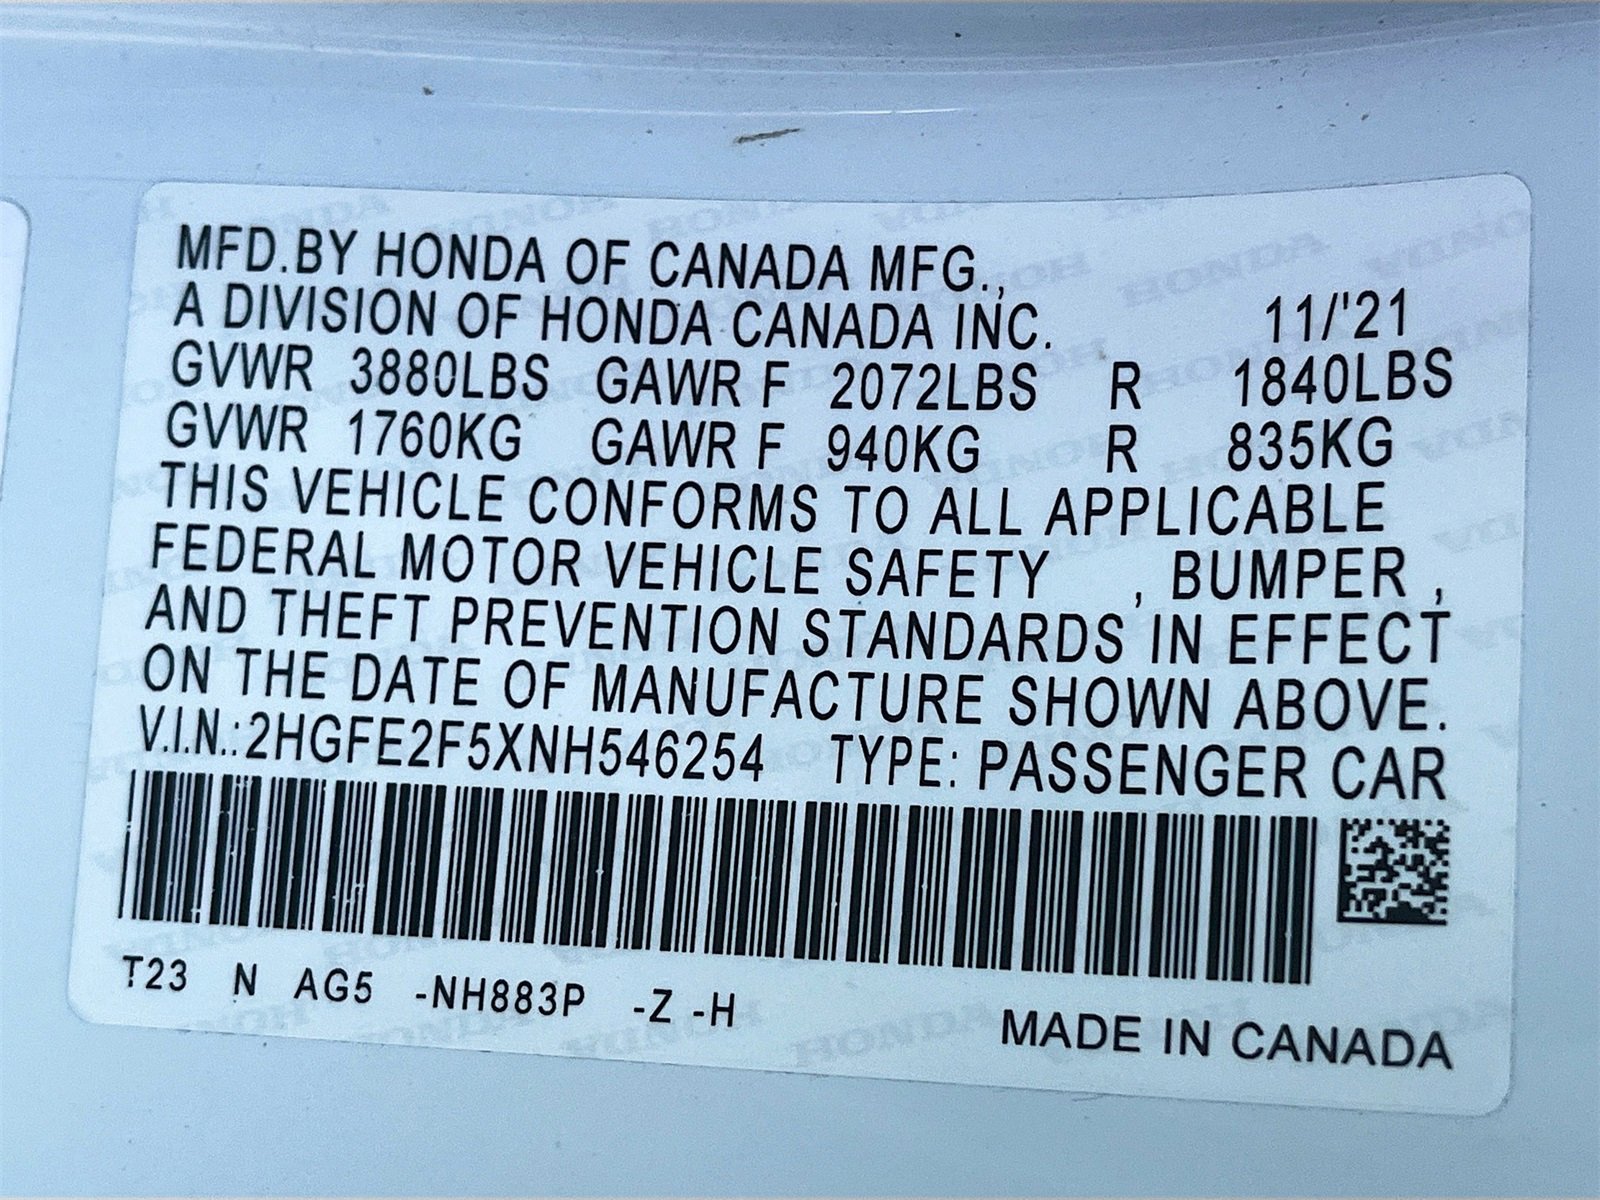 MFD.BY HONDA OF CANADA MFG.,
A DIVISION OF HONDA CANADA INC. 11/'21
GVWR 3880LBS GAWR F 2072LBS R 1840LBS
GVWR 1760KG GAWR F 940KG R 835KG
THIS VEHICLE CONFORMS TO ALL APPLICABLE
FEDERAL MOTOR VEHICLE SAFETY , BUMPER ,
AND THEFT PREVENTION STANDARDS IN EFFECT
ON THE DATE OF MANUFACTURE SHOWN ABOVE.
V.I.N.:2HGFE2F5XNH546254 TYPE: PASSENGER CAR
T23 N AG5 -NH883P -Z -H
MADE IN CANADA